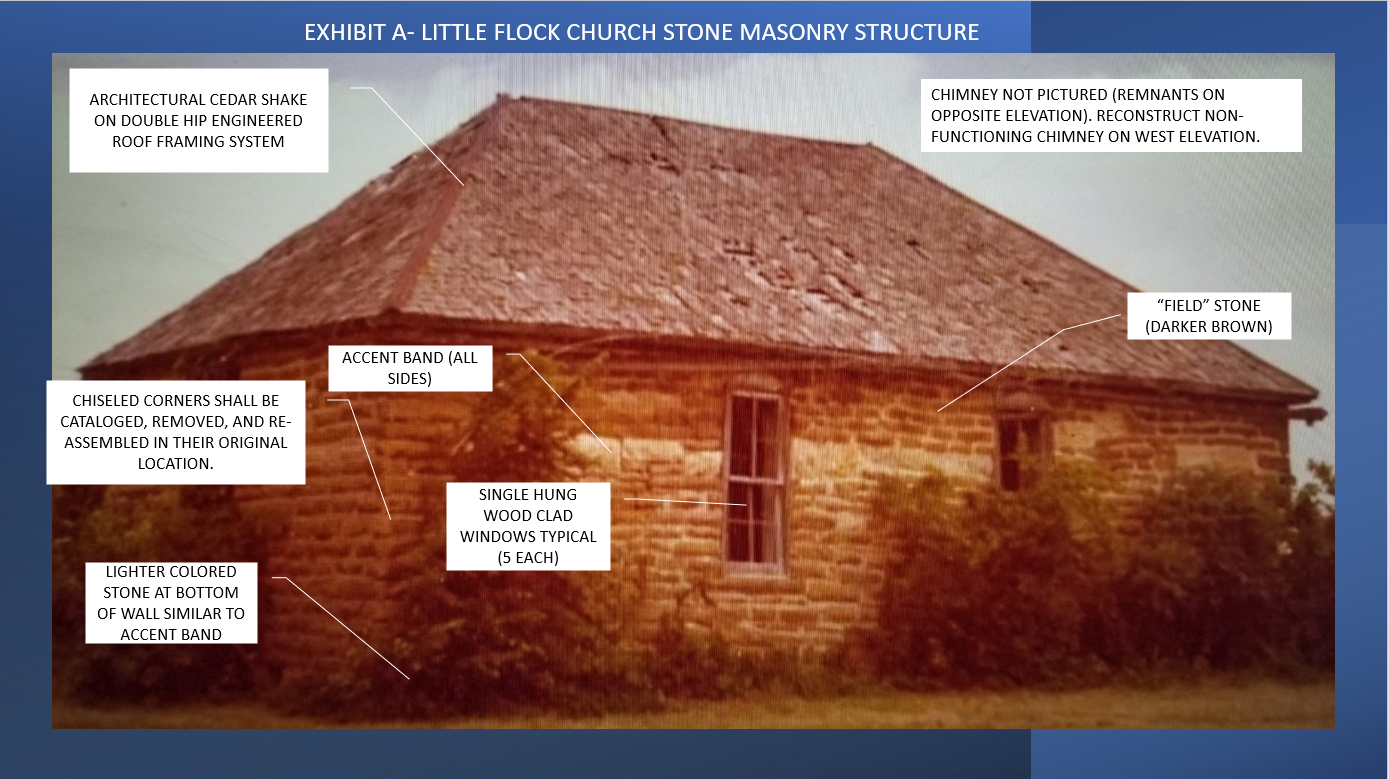 EXHIBIT A- LITTLE FLOCK CHURCH STONE MASONRY STRUCTURE
ARCHITECTURAL CEDAR SHAKE
ON DOUBLE HIP ENGINEERED
ROOF FRAMING SYSTEM
CHIMNEY NOT PICTURED (REMNANTS ON
OPPOSITE ELEVATION). RECONSTRUCT NON-
FUNCTIONING CHIMNEY ON WEST ELEVATION.
“FIELD” STONE
(DARKER BROWN)
ACCENT BAND (ALL
SIDES)
CHISELED CORNERS SHALL BE
CATALOGED, REMOVED, AND RE-
ASSEMBLED IN THEIR ORIGINAL
LOCATION.
SINGLE HUNG
WOOD CLAD
WINDOWS TYPICAL
(5 EACH)
LIGHTER COLORED
STONE AT BOTTOM
OF WALL SIMILAR TO
ACCENT BAND